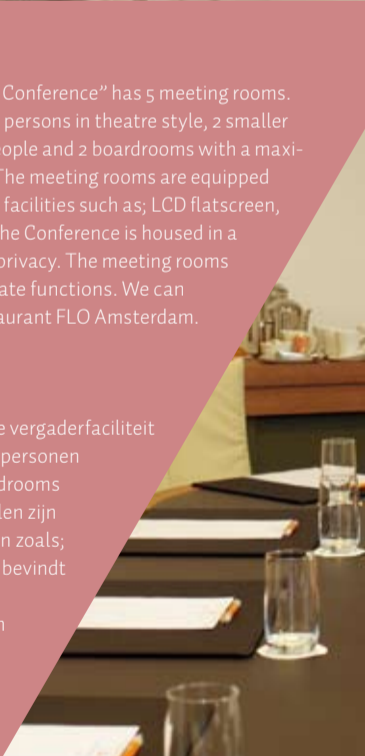 Conference” has 5 meeting rooms.
persons in theatre style, 2 smaller
eople and 2 boardrooms with a maxi-
The meeting rooms are equipped
facilities such as; LCD flatscreen,
he Conference is housed in a
privacy. The meeting rooms
ate functions. We can
aurant FLO Amsterdam.
e vergaderfaciliteit
personen
drooms
len zijn
n zoals;
bevindt
n